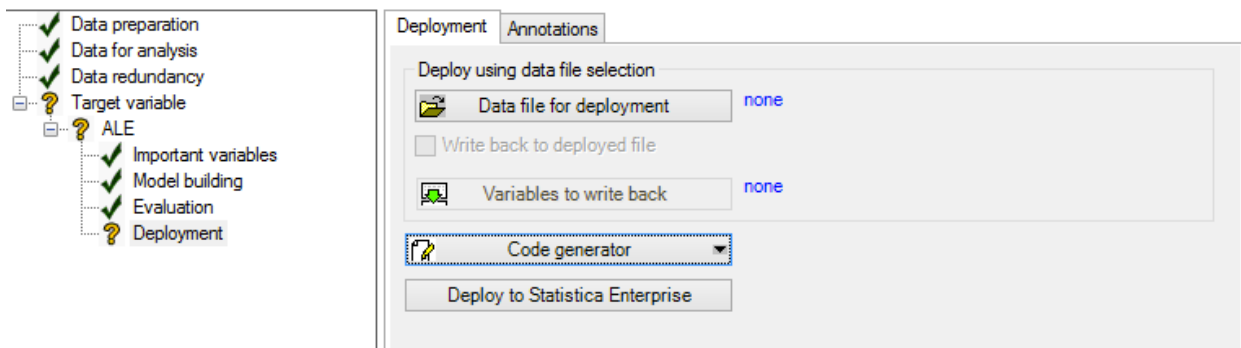 Data preparation
Data for analysis
Data redundancy
Target variable
ALE
Important variables
Model building
Evaluation
Deployment
Deployment Annotations
Deploy using data file selection
Data file for deployment none
Write back to deployed file
Variables to write back none
Code generator
Deploy to Statistica Enterprise